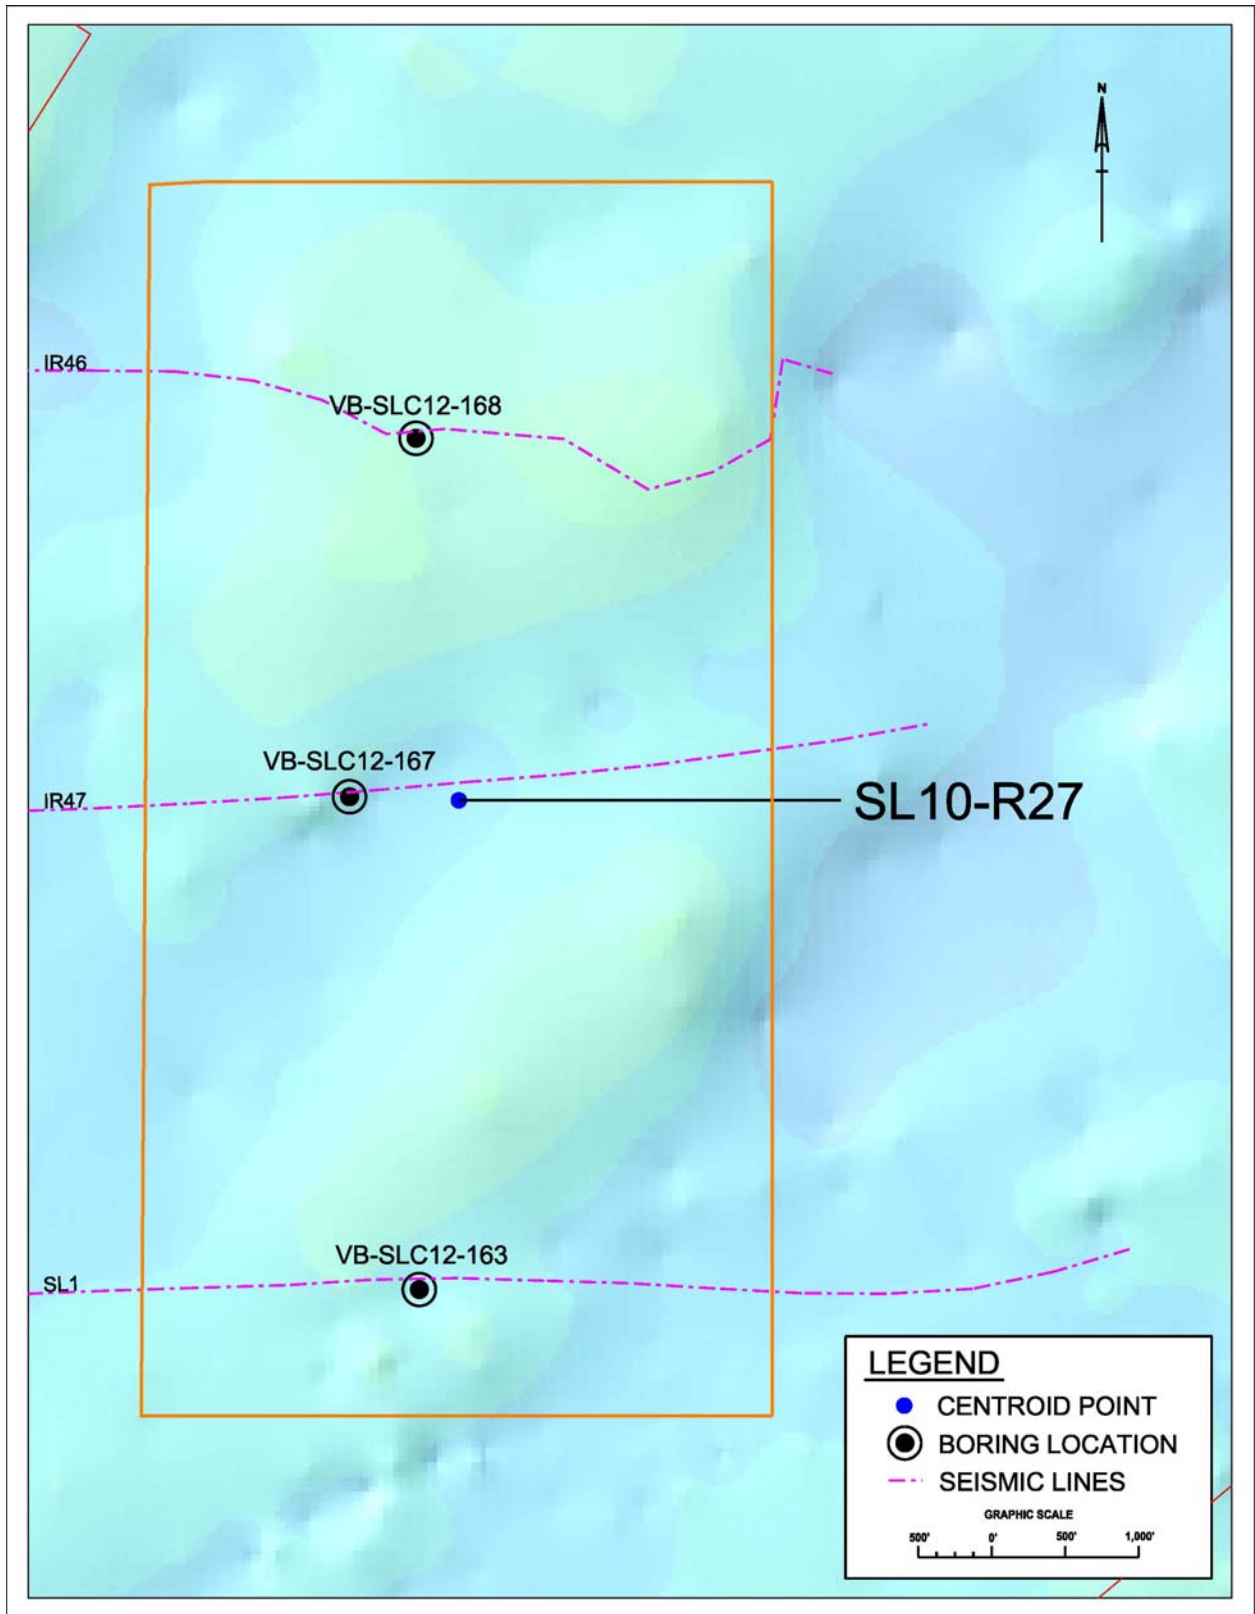 N
IR46
VB-SLC12-168
VB-SLC12-167
IR47
SL10-R27
VB-SLC12-163
SL1
LEGEND
CENTROID POINT
BORING LOCATION
SEISMIC LINES
GRAPHIC SCALE
500' 0' 500' 1,000'